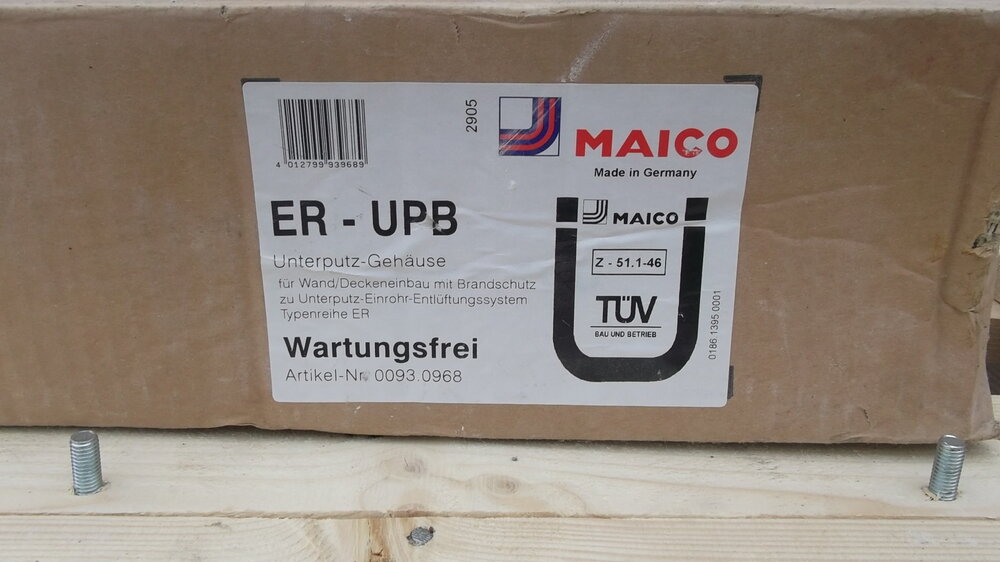 4 012799 939689
2905
MAICO
Made in Germany
ER - UPB
Unterputz-Gehäuse
für Wand/Deckeneinbau mit Brandschutz
zu Unterputz-Einrohr-Entlüftungssystem
Typenreihe ER
Wartungsfrei
Artikel-Nr. 0093.0968
MAICO
Z - 51.1-46
TÜV
BAU UND BETRIEB
0186.1395.0001